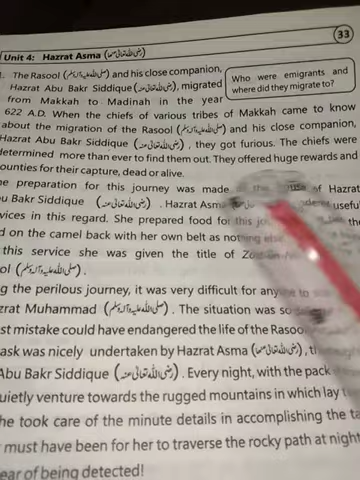 33
Unit 4: Hazrat Asma (رضی اللہ تعالیٰ عنہا)
1. The Rasool (صلی اللہ علیہ وآلہ وسلم) and his close companion,
Hazrat Abu Bakr Siddique (رضی اللہ تعالیٰ عنہ), migrated
from Makkah to Madinah in the year
Who were emigrants and
where did they migrate to?
622 A.D. When the chiefs of various tribes of Makkah came to know
about the migration of the Rasool (صلی اللہ علیہ وآلہ وسلم) and his close companion,
Hazrat Abu Bakr Siddique (رضی اللہ تعالیٰ عنہ), they got furious. The chiefs were
determined more than ever to find them out. They offered huge rewards and
ounties for their capture, dead or alive.
he preparation for this journey was made of Hazrat
u Bakr Siddique (رضی اللہ تعالیٰ عنہ). Hazrat Asma useful
vices in this regard. She prepared food for this the
d on the camel back with her own belt as nothing else
this service she was given the title of
ol (صلی اللہ علیہ وآلہ وسلم).
g the perilous journey, it was very difficult for
zrat Muhammad (صلی اللہ علیہ وآلہ وسلم). The situation was so
st mistake could have endangered the life of the Rasool
ask was nicely undertaken by Hazrat Asma (رضی اللہ تعالیٰ عنہا),
Abu Bakr Siddique (رضی اللہ تعالیٰ عنہ). Every night, with the pack
uietly venture towards the rugged mountains in which lay
he took care of the minute details in accomplishing the ta
must have been for her to traverse the rocky path at night
ear of being detected!